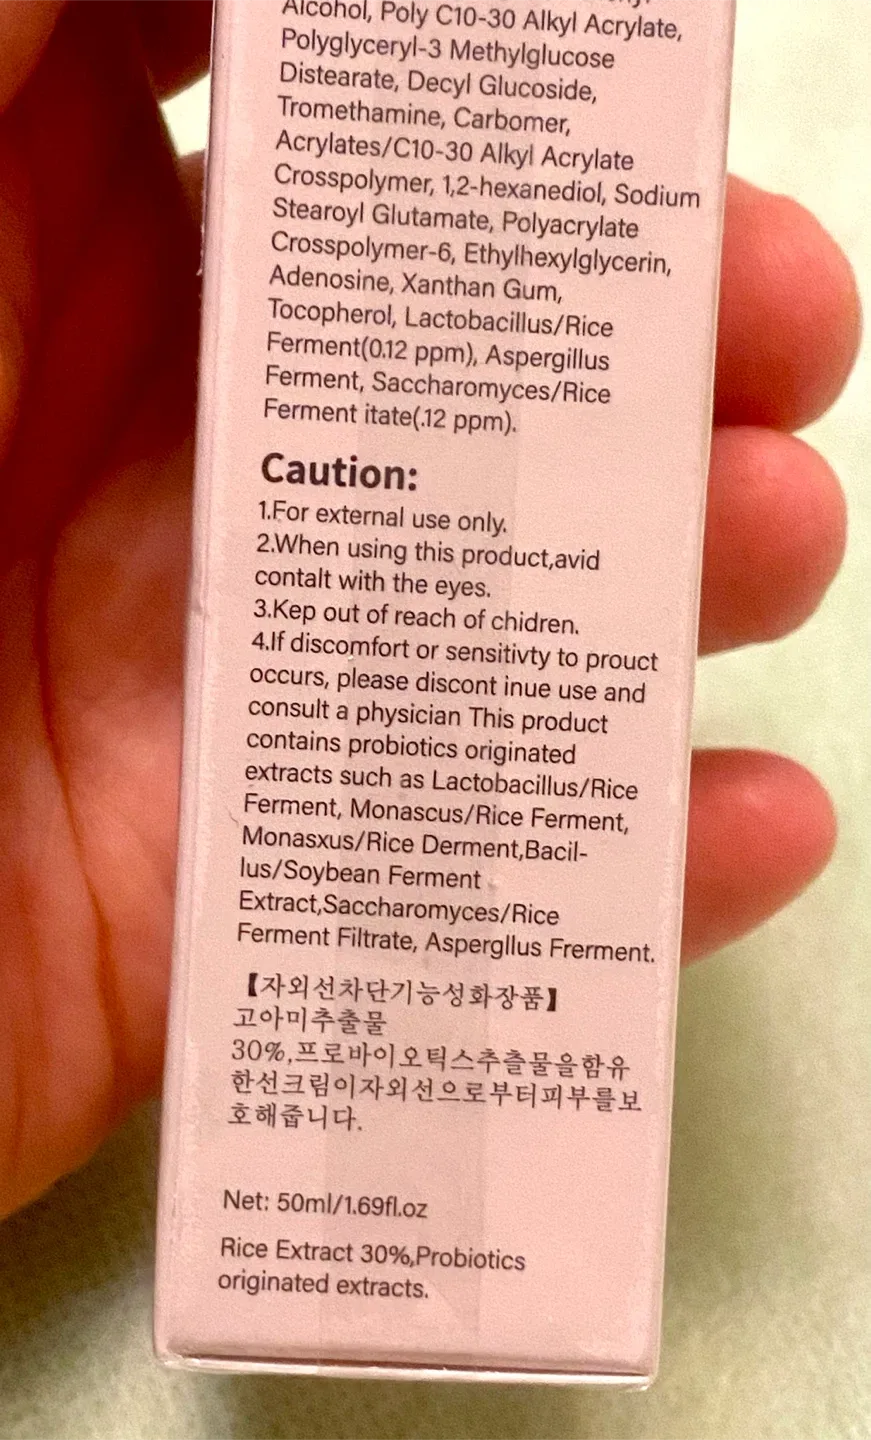 Alcohol, Poly C10-30 Alkyl Acrylate,
Polyglyceryl-3 Methylglucose
Distearate, Decyl Glucoside,
Tromethamine, Carbomer,
Acrylates/C10-30 Alkyl Acrylate
Crosspolymer, 1,2-hexanediol, Sodium
Stearoyl Glutamate, Polyacrylate
Crosspolymer-6, Ethylhexylglycerin,
Adenosine, Xanthan Gum,
Tocopherol, Lactobacillus/Rice
Ferment(0.12 ppm), Aspergillus
Ferment, Saccharomyces/Rice
Ferment itate(.12 ppm).
Caution:
1.For external use only.
2.When using this product,avid
contalt with the eyes.
3.Kep out of reach of chidren.
4.If discomfort or sensitivty to prouct
occurs, please discont inue use and
consult a physician This product
contains probiotics originated
extracts such as Lactobacillus/Rice
Ferment, Monascus/Rice Ferment,
Monasxus/Rice Derment,Bacil-
lus/Soybean Ferment
Extract,Saccharomyces/Rice
Ferment Filtrate, Aspergllus Frerment.
【자외선차단기능성화장품】
고아미추출물
30%,프로바이오틱스추츨물을함유
한선크림이자외선으로부터피부를보
호해줍니다.
Net: 50ml/1.69fl.oz
Rice Extract 30%,Probiotics
originated extracts.